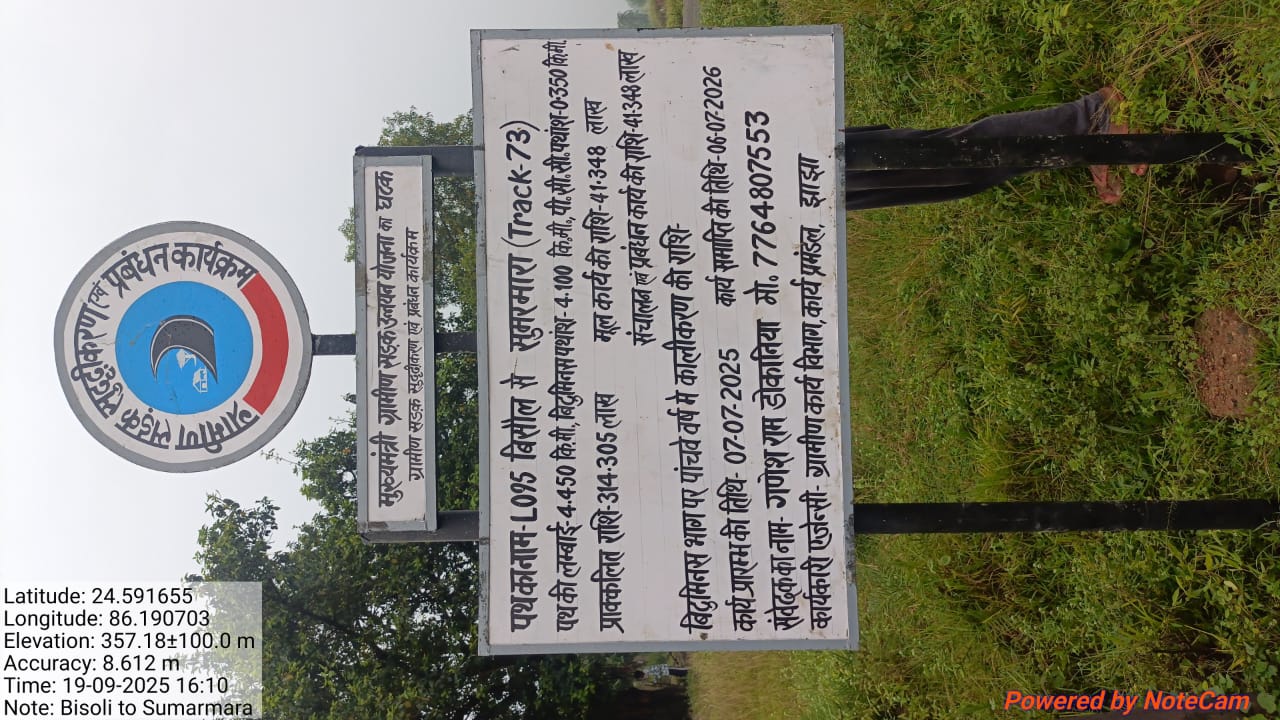 ग्रामीण सड़क सुदृढ़ीकरण एवं प्रबंधन कार्यक्रम
मुख्यमंत्री ग्रामीण सड़क उन्नयन योजना का घटक
ग्रामीण सड़क सुदृढ़ीकरण एवं प्रबंधन कार्यक्रम
पथ का नाम- L015 बिसौल से सुमरमारा (Track-73)
पथ की लम्बाई- 4.450 कि.मी., बिटुमिनस पथांश- 4.100 कि.मी., पी.सी.सी. पथांश- 0.350 कि.मी.
प्राक्कलित राशि- 314.305 लाख मूल कार्य की राशि- 41.348 लाख
संचालन एवं प्रबंधन कार्य की राशि- 41.348 लाख
बिटुमिनस भाग पर पांचवे वर्ष मे कालीकरण की राशि-
कार्य प्रारम्भ की तिथि- 07-07-2025 कार्य समाप्ति की तिथि- 06-07-2026
संवेदक का नाम- गणेश राम डोकानिया मो. 7764807553
कार्यकारी एजेन्सी- ग्रामीण कार्य विभाग, कार्य प्रमंडल, झाझा
Latitude: 24.591655
Longitude: 86.190703
Elevation: 357.18±100.0 m
Accuracy: 8.612 m
Time: 19-09-2025 16:10
Note: Bisoli to Sumarmara
Powered by NoteCam